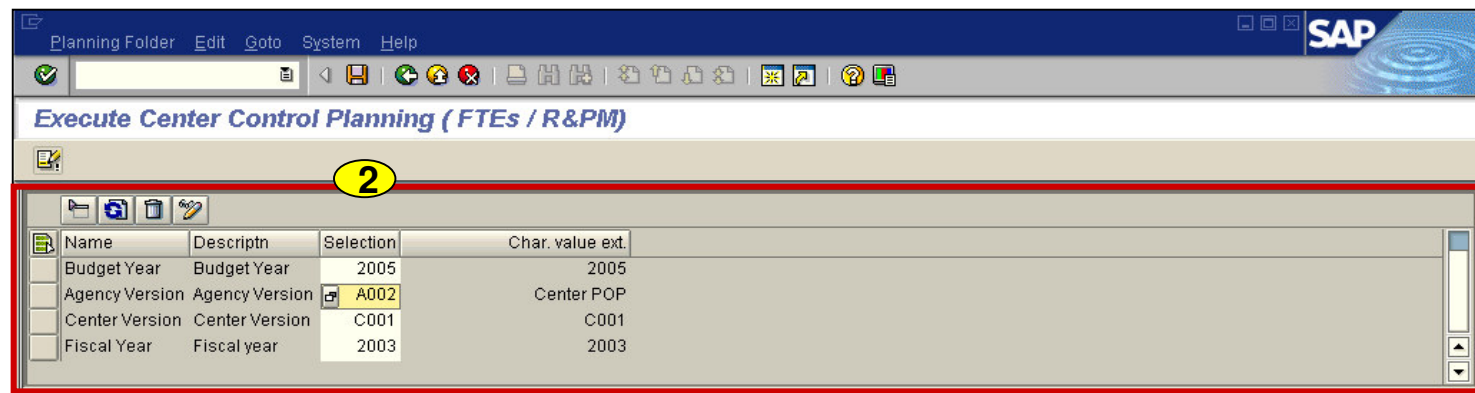 SAP
Planning Folder Edit Goto System Help
Execute Center Control Planning ( FTEs / R&PM)
2
Name Descriptn Selection Char. value ext.
Budget Year Budget Year 2005 2005
Agency Version Agency Version A002 Center POP
Center Version Center Version C001 C001
Fiscal Year Fiscal year 2003 2003